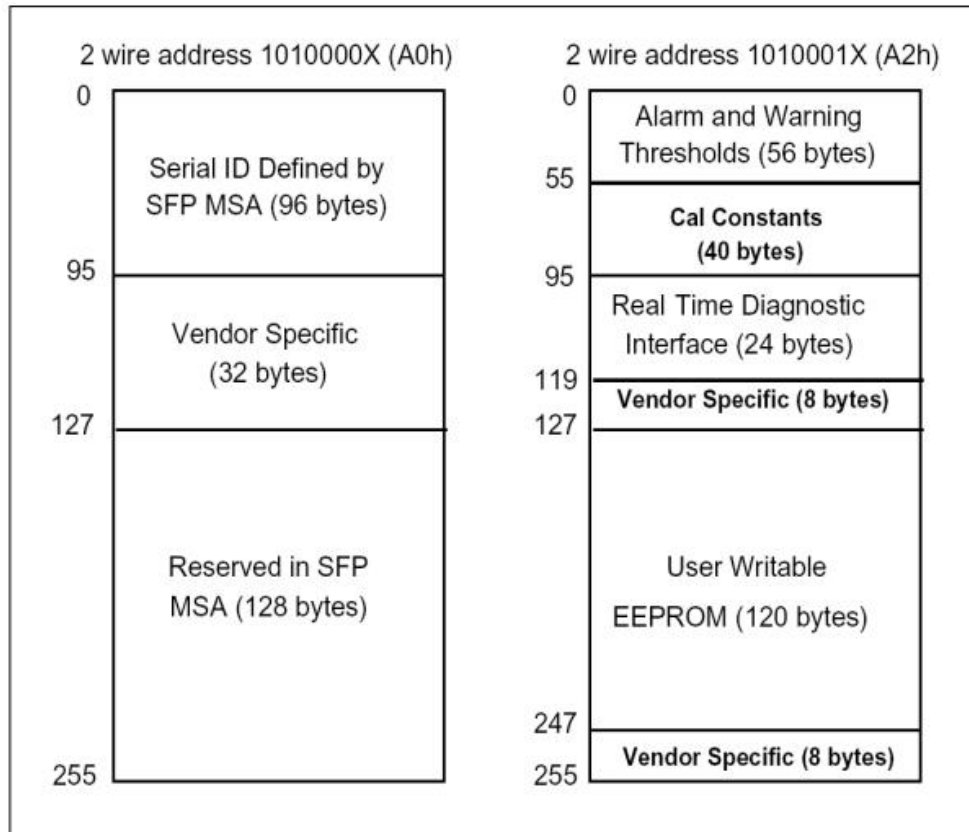 2 wire address 1010000X (A0h)
0
Serial ID Defined by
SFP MSA (96 bytes)
95
Vendor Specific
(32 bytes)
127
Reserved in SFP
MSA (128 bytes)
255
2 wire address 1010001X (A2h)
0
Alarm and Warning
Thresholds (56 bytes)
55
Cal Constants
(40 bytes)
95
Real Time Diagnostic
Interface (24 bytes)
119
Vendor Specific (8 bytes)
127
User Writable
EEPROM (120 bytes)
247
Vendor Specific (8 bytes)
255